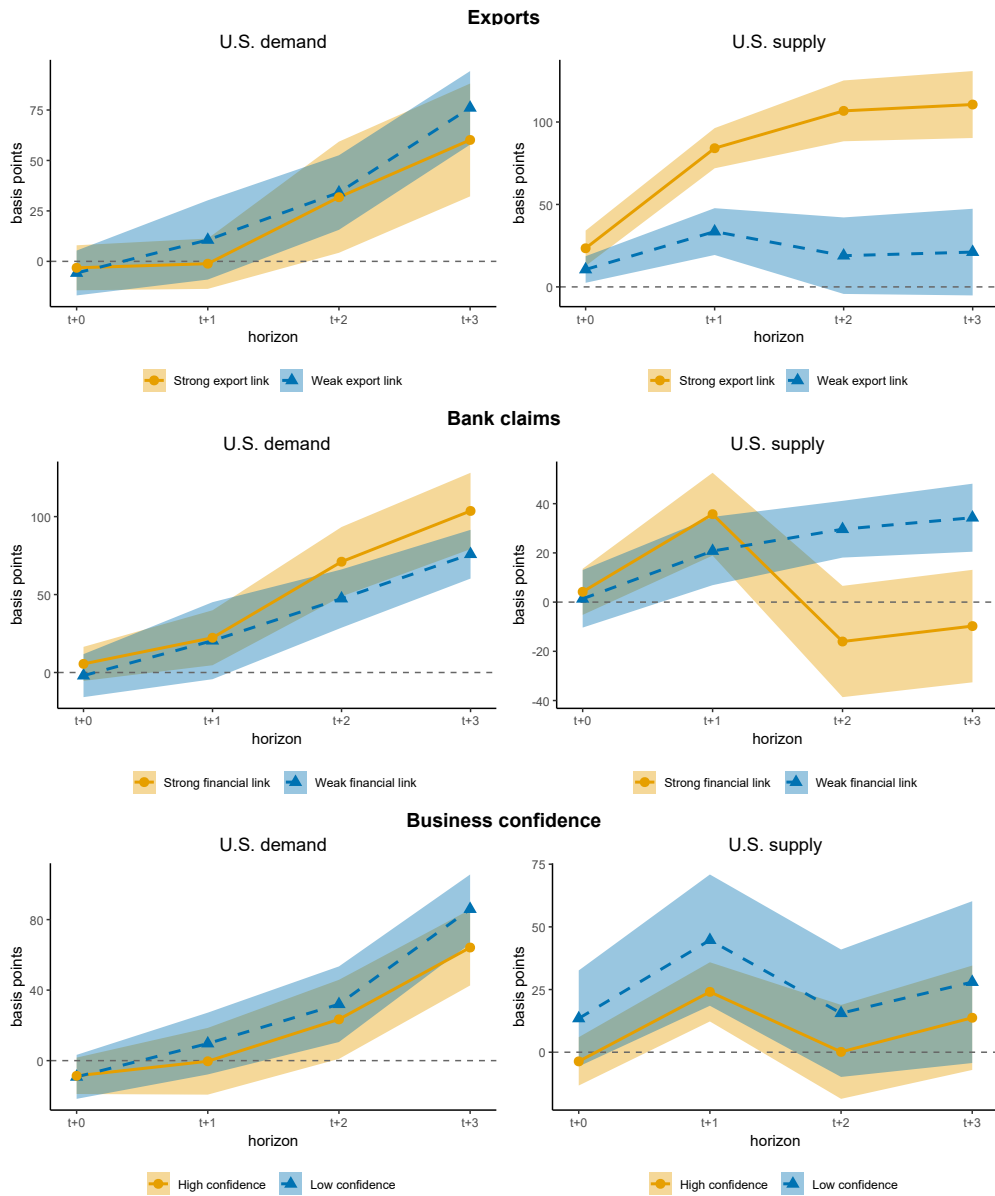 Exports
U.S. demand
U.S. supply
75
50
25
0
basis points
t+0
t+1
t+2
t+3
horizon
100
50
0
basis points
t+0
t+1
t+2
t+3
horizon
Strong export link
Weak export link
Strong export link
Weak export link
Bank claims
U.S. demand
U.S. supply
100
50
0
basis points
t+0
t+1
t+2
t+3
horizon
40
20
0
-20
-40
basis points
t+0
t+1
t+2
t+3
horizon
Strong financial link
Weak financial link
Strong financial link
Weak financial link
Business confidence
U.S. demand
U.S. supply
80
40
0
basis points
t+0
t+1
t+2
t+3
horizon
75
50
25
0
basis points
t+0
t+1
t+2
t+3
horizon
High confidence
Low confidence
High confidence
Low confidence